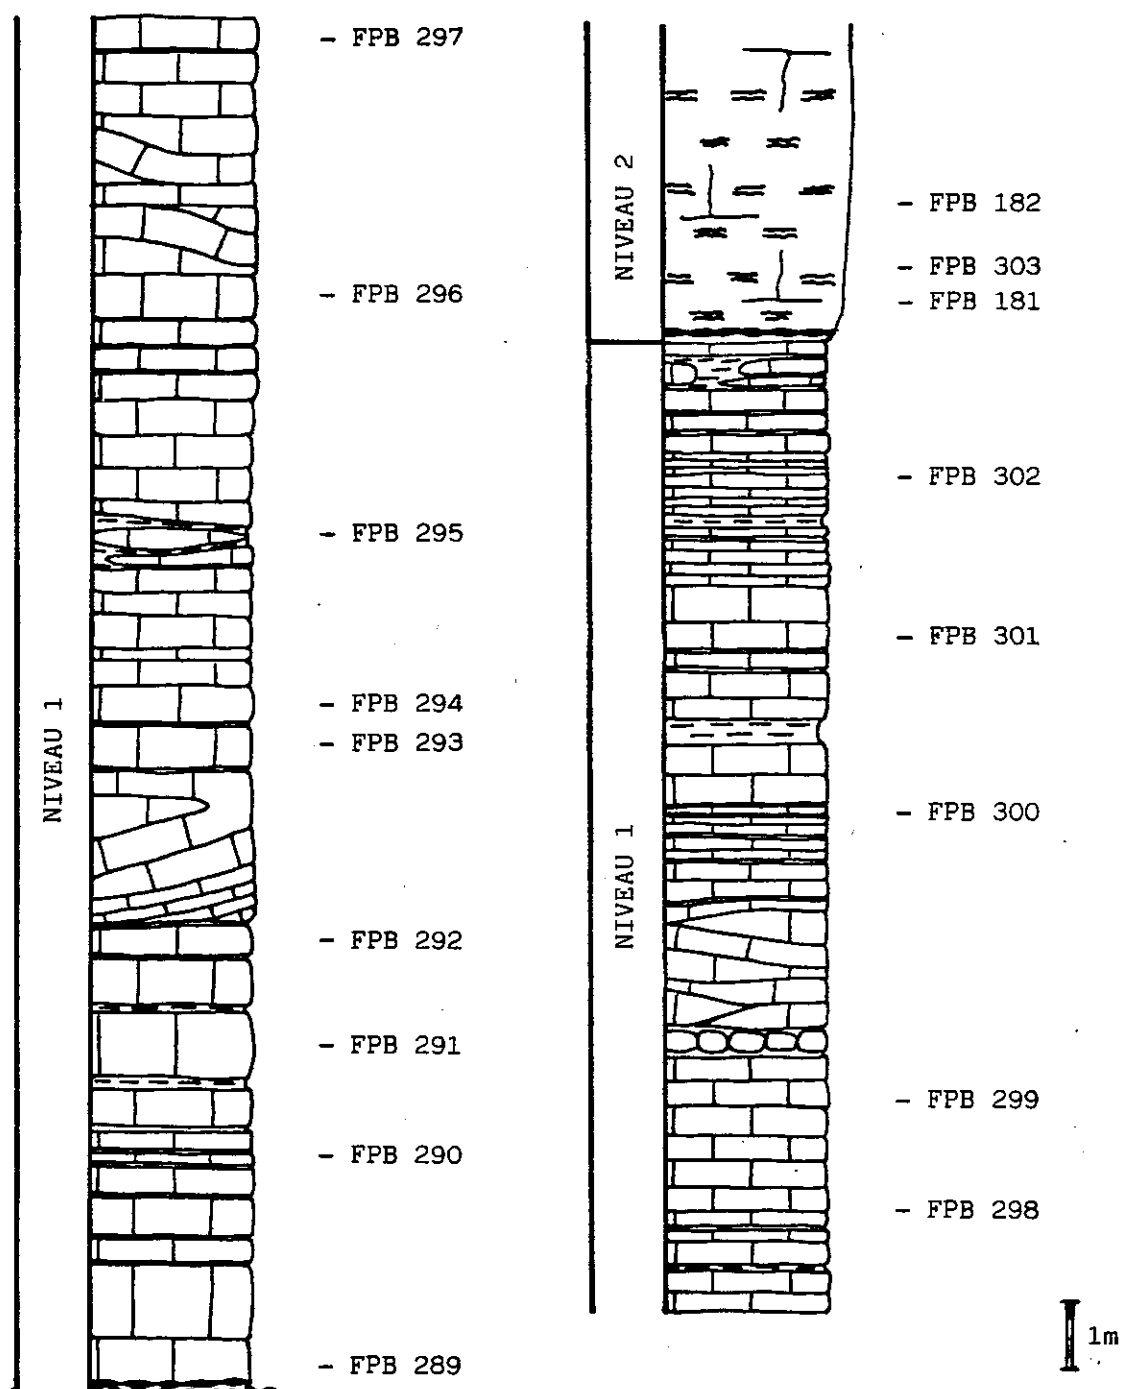 – FPB 297
– FPB 296
– FPB 295
– FPB 294
– FPB 293
– FPB 292
– FPB 291
– FPB 290
– FPB 289
NIVEAU 1
NIVEAU 2
– FPB 182
– FPB 303
– FPB 181
– FPB 302
– FPB 301
– FPB 300
– FPB 299
– FPB 298
NIVEAU 1
1m